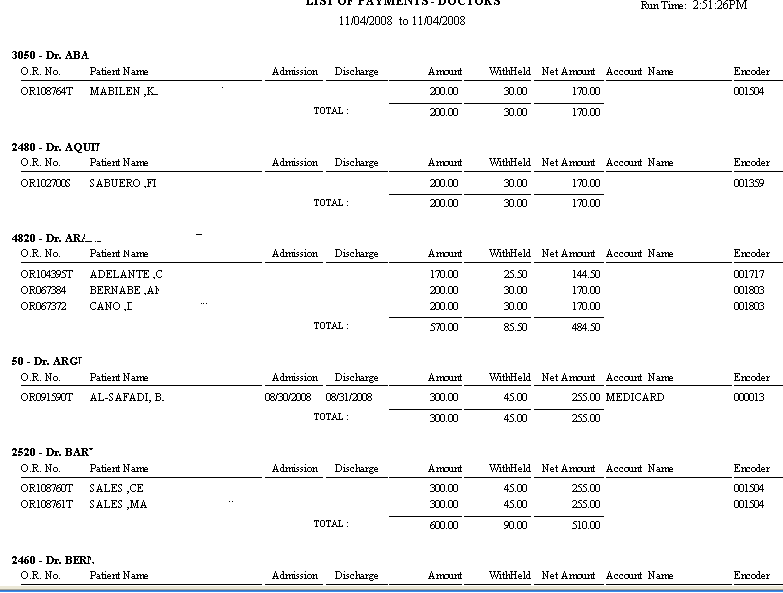 LIST OF PAYMENTS - DOCTORS
Run Time: 2:51:26PM
11/04/2008 to 11/04/2008
3050 - Dr. ABA
O.R. No. Patient Name Admission Discharge Amount WithHeld Net Amount Account Name Encoder
OR108764T MABILEN ,K 200.00 30.00 170.00 001504
TOTAL : 200.00 30.00 170.00
2480 - Dr. AQUI
O.R. No. Patient Name Admission Discharge Amount WithHeld Net Amount Account Name Encoder
OR102700S SABUERO ,FI 200.00 30.00 170.00 001359
TOTAL : 200.00 30.00 170.00
4820 - Dr. ARA
O.R. No. Patient Name Admission Discharge Amount WithHeld Net Amount Account Name Encoder
OR104395T ADELANTE ,C 170.00 25.50 144.50 001717
OR067384 BERNABE ,AN 200.00 30.00 170.00 001803
OR067372 CANO ,I 200.00 30.00 170.00 001803
TOTAL : 570.00 85.50 484.50
50 - Dr. ARG
O.R. No. Patient Name Admission Discharge Amount WithHeld Net Amount Account Name Encoder
OR091590T AL-SAFADI, B. 08/30/2008 08/31/2008 300.00 45.00 255.00 MEDICARD 000013
TOTAL : 300.00 45.00 255.00
2520 - Dr. BAR
O.R. No. Patient Name Admission Discharge Amount WithHeld Net Amount Account Name Encoder
OR108760T SALES ,CE 300.00 45.00 255.00 001504
OR108761T SALES ,MA 300.00 45.00 255.00 001504
TOTAL : 600.00 90.00 510.00
2460 - Dr. BERN
O.R. No. Patient Name Admission Discharge Amount WithHeld Net Amount Account Name Encoder